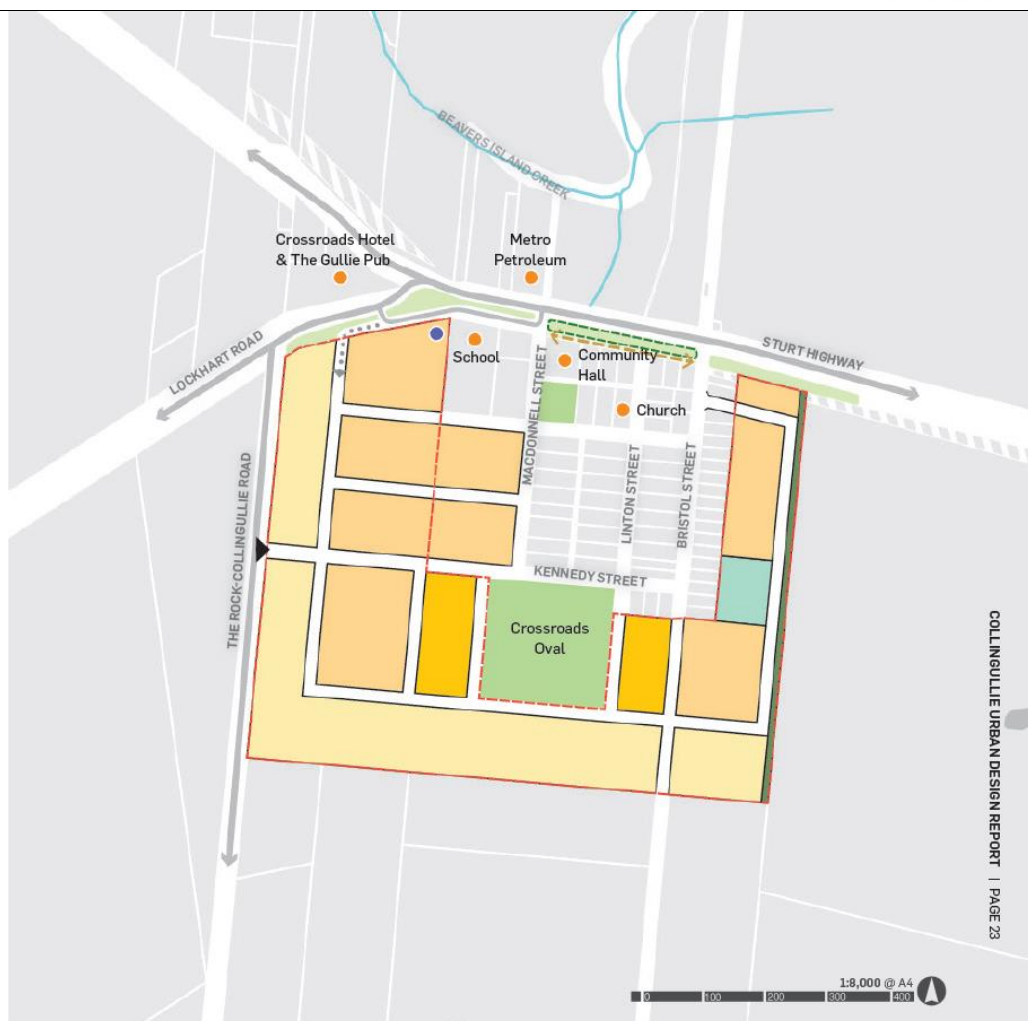 BEAVERS ISLAND CREEK
Crossroads Hotel
& The Gullie Pub
Metro
Petroleum
LOCKHART ROAD
School
Community
Hall
STURT HIGHWAY
Church
MACDONNELL STREET
LINTON STREET
BRISTOL STREET
THE ROCK-COLLINGULLIE ROAD
KENNEDY STREET
Crossroads
Oval
COLLINGULLIE URBAN DESIGN REPORT | PAGE 23
1:8,000 @ A4
0 100 200 300 400